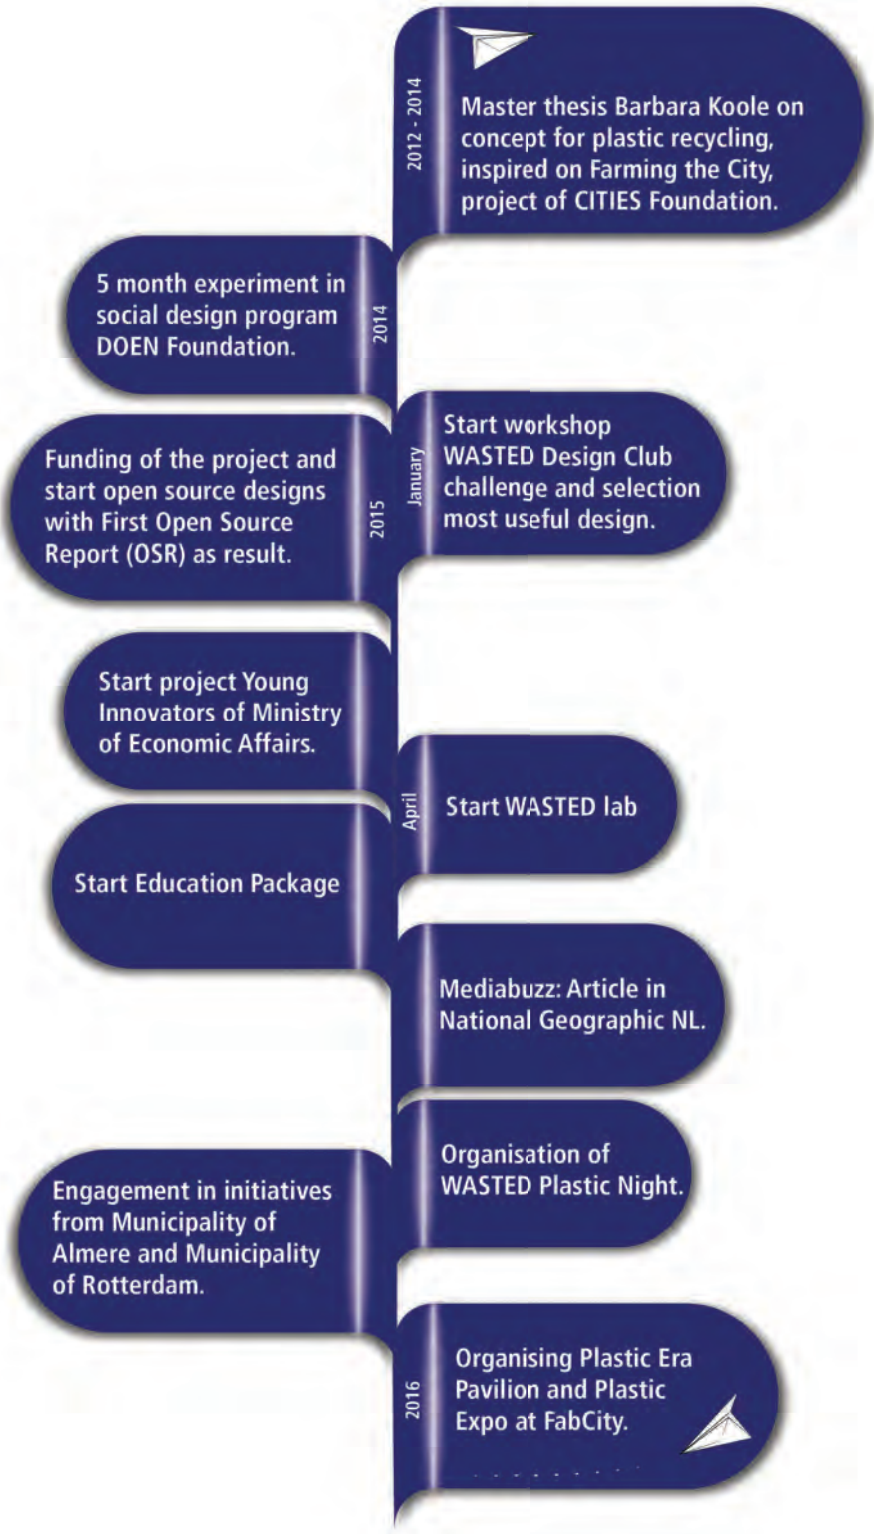 2012 - 2014
Master thesis Barbara Koole on
concept for plastic recycling,
inspired on Farming the City,
project of CITIES Foundation.
5 month experiment in
social design program
DOEN Foundation.
2014
January
Start workshop
WASTED Design Club
challenge and selection
most useful design.
Funding of the project and
start open source designs
with First Open Source
Report (OSR) as result.
2015
Start project Young
Innovators of Ministry
of Economic Affairs.
April
Start WASTED lab
Start Education Package
Mediabuzz: Article in
National Geographic NL.
Organisation of
WASTED Plastic Night.
Engagement in initiatives
from Municipality of
Almere and Municipality
of Rotterdam.
2016
Organising Plastic Era
Pavilion and Plastic
Expo at FabCity.